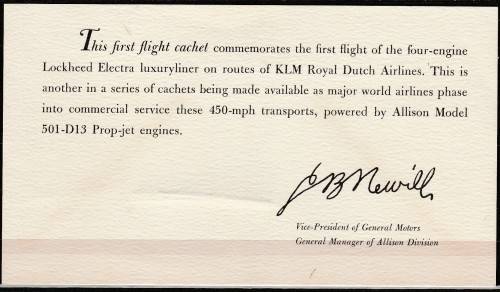 This first flight cachet commemorates the first flight of the four-engine
Lockheed Electra luxuryliner on routes of KLM Royal Dutch Airlines. This is
another in a series of cachets being made available as major world airlines phase
into commercial service these 450-mph transports, powered by Allison Model
501-D13 Prop-jet engines.
JB Newill
Vice-President of General Motors
General Manager of Allison Division